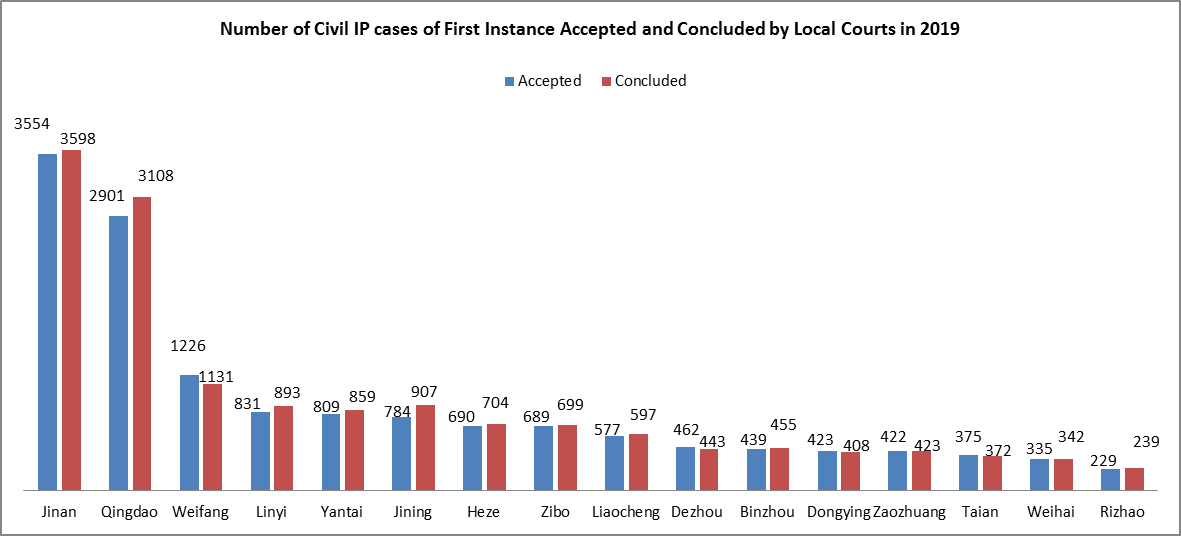 Number of Civil IP cases of First Instance Accepted and Concluded by Local Courts in 2019
Accepted Concluded
3554 3598 2901 3108 1226 1131 831 893 809 859 784 907 690 704 689 699 577 597 462 443 439 455 423 408 422 423 375 372 335 342 229 239
Jinan Qingdao Weifang Linyi Yantai Jining Heze Zibo Liaocheng Dezhou Binzhou Dongying Zaozhuang Taian Weihai Rizhao